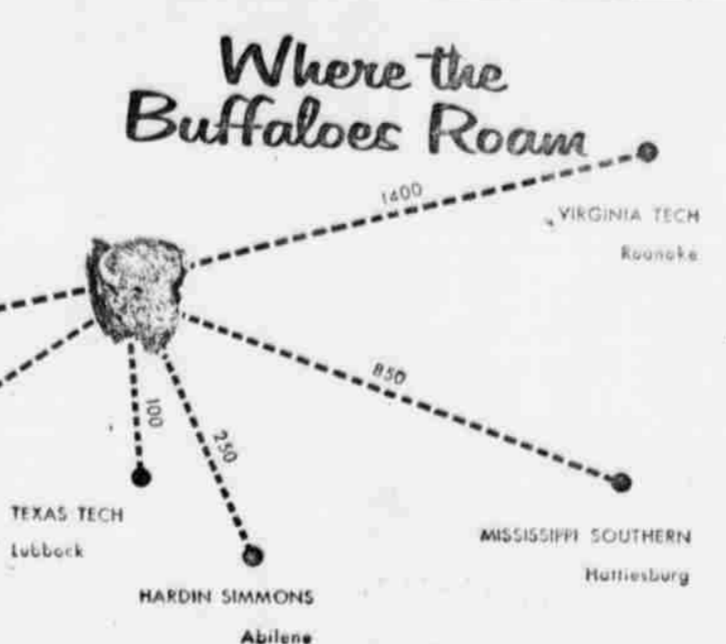 Where the
Buffaloes Roam
1400
VIRGINIA TECH
Roanoke
850
100
250
TEXAS TECH
Lubbock
MISSISSIPPI SOUTHERN
Hattiesburg
HARDIN SIMMONS
Abilene